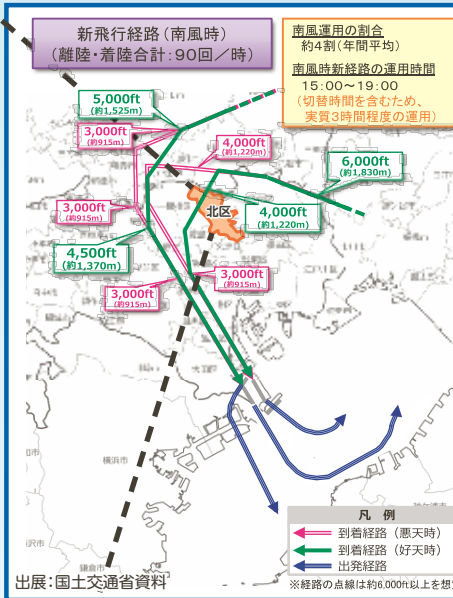 新飛行経路(南風時)
(離陸・着陸合計:90回/時)
南風運用の割合
約4割(年間平均)
南風時新経路の運用時間
15:00〜19:00
(切替時間を含むため、
実質3時間程度の運用)
5,000ft
(約1,525m)
3,000ft
(約915m)
4,000ft
(約1,220m)
6,000ft
(約1,830m)
3,000ft
(約915m)
北区
4,000ft
(約1,220m)
4,500ft
(約1,370m)
3,000ft
(約915m)
3,000ft
(約915m)
横浜市
鎌倉市
凡 例
到着経路(悪天時)
到着経路(好天時)
出発経路
出展:国土交通省資料
※経路の点線は約6,000ft以上を想